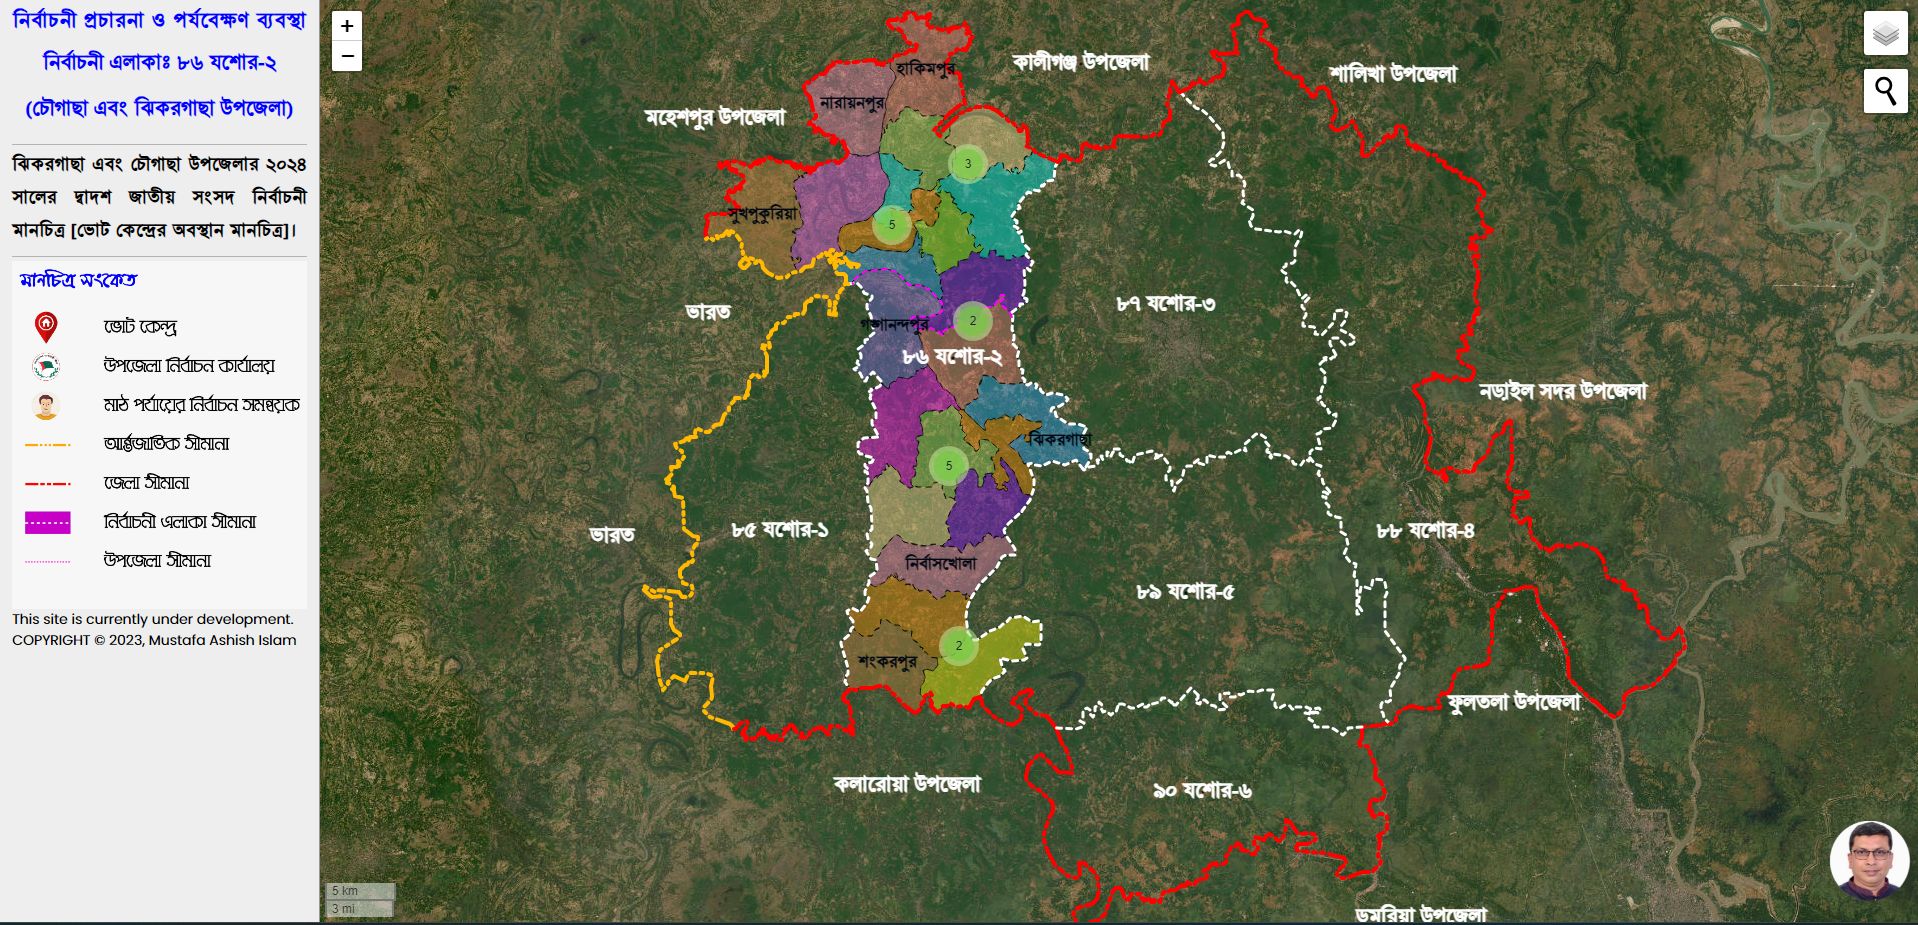 নির্বাচনী প্রচারনা ও পর্যবেক্ষণ ব্যবস্থা
নির্বাচনী এলাকাঃ ৮৬ যশোর-২
(চৌগাছা এবং ঝিকরগাছা উপজেলা)
ঝিকরগাছা এবং চৌগাছা উপজেলার ২০২৪
সালের দ্বাদশ জাতীয় সংসদ নির্বাচনী
মানচিত্র [ভোট কেন্দ্রের অবস্থান মানচিত্র]।
মানচিত্র সংকেত
ভোট কেন্দ্র
উপজেলা নির্বাচন কার্যালয়
মাঠ পর্যায়ের নির্বাচন সমন্বয়ক
আর্ন্তজাতিক সীমানা
জেলা সীমানা
নির্বাচনী এলাকা সীমানা
উপজেলা সীমানা
This site is currently under development.
COPYRIGHT © 2023, Mustafa Ashish Islam
+
−
হাকিমপুর
কালীগঞ্জ উপজেলা
শালিখা উপজেলা
নারায়নপুর
মহেশপুর উপজেলা
3
সুখপুকুরিয়া
5
ভারত
৮৭ যশোর-৩
গঙ্গানন্দপুর
2
৮৬ যশোর-২
নড়াইল সদর উপজেলা
ঝিকরগাছা
5
ভারত
৮৫ যশোর-১
৮৮ যশোর-৪
নির্বাসখোলা
৮৯ যশোর-৫
2
শংকরপুর
ফুলতলা উপজেলা
কলারোয়া উপজেলা
৯০ যশোর-৬
5 km
3 mi
ডুমুরিয়া উপজেলা